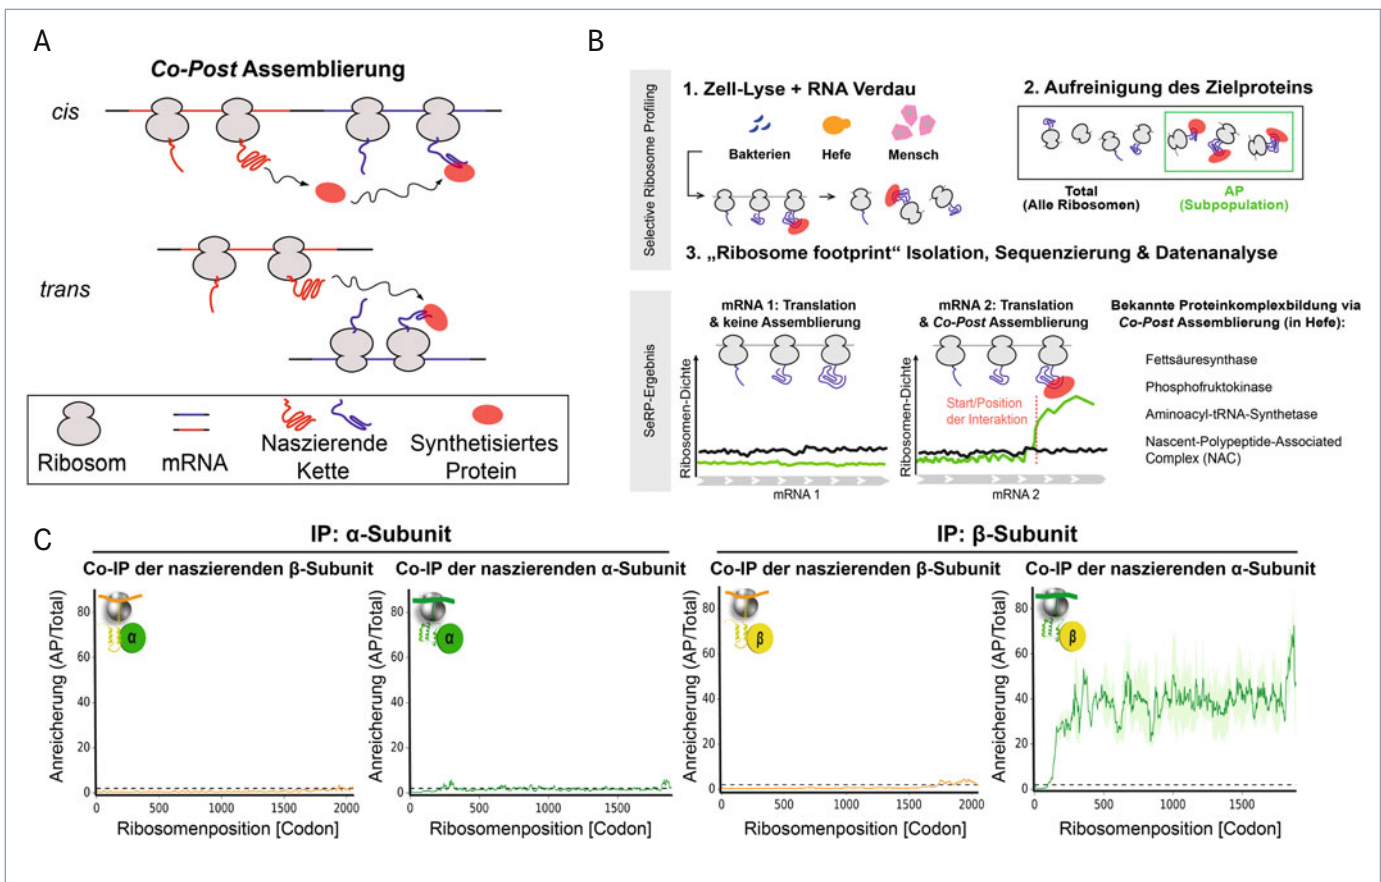 A
Co-Post Assemblierung
cis
trans
Ribosom
mRNA
Naszierende
Kette
Synthetisiertes
Protein
B
Selective Ribosome Profiling
1. Zell-Lyse + RNA Verdau
Bakterien
Hefe
Mensch
2. Aufreinigung des Zielproteins
Total
(Alle Ribosomen)
AP
(Subpopulation)
3. „Ribosome footprint“ Isolation, Sequenzierung & Datenanalyse
SeRP-Ergebnis
mRNA 1: Translation
& keine Assemblierung
Ribosomen-Dichte
mRNA 1
mRNA 2: Translation
& Co-Post Assemblierung
Ribosomen-Dichte
Start/Position
der Interaktion
mRNA 2
Bekannte Proteinkomplexbildung via
Co-Post Assemblierung (in Hefe):
Fettsäuresynthase
Phosphofruktokinase
Aminoacyl-tRNA-Synthetase
Nascent-Polypeptide-Associated
Complex (NAC)
C
IP: α-Subunit
Co-IP der naszierenden β-Subunit
Anreicherung (AP/Total)
80
60
40
20
0
α
0 500 1000 1500 2000
Ribosomenposition [Codon]
Co-IP der naszierenden α-Subunit
Anreicherung (AP/Total)
80
60
40
20
0
α
0 500 1000 1500
Ribosomenposition [Codon]
IP: β-Subunit
Co-IP der naszierenden β-Subunit
Anreicherung (AP/Total)
80
60
40
20
0
β
0 500 1000 1500 2000
Ribosomenposition [Codon]
Co-IP der naszierenden α-Subunit
Anreicherung (AP/Total)
80
60
40
20
0
β
0 500 1000 1500
Ribosomenposition [Codon]